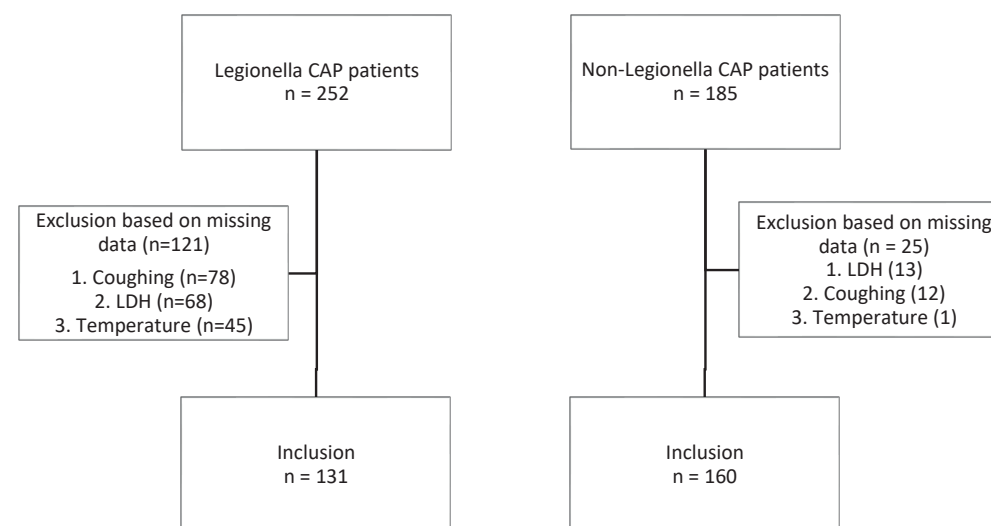 Legionella CAP patients
n = 252
Non-Legionella CAP patients
n = 185
Exclusion based on missing
data (n=121)
1. Coughing (n=78)
2. LDH (n=68)
3. Temperature (n=45)
Exclusion based on missing
data (n = 25)
1. LDH (13)
2. Coughing (12)
3. Temperature (1)
Inclusion
n = 131
Inclusion
n = 160